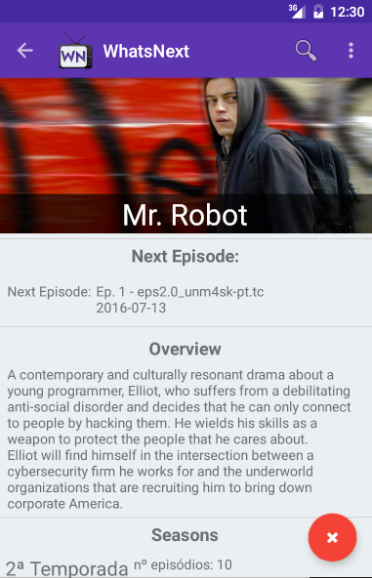 3G 12:30
WN WhatsNext
Mr. Robot
Next Episode:
Next Episode: Ep. 1 - eps2.0_unm4sk-pt.tc
2016-07-13
Overview
A contemporary and culturally resonant drama about a
young programmer, Elliot, who suffers from a debilitating
anti-social disorder and decides that he can only connect
to people by hacking them. He wields his skills as a
weapon to protect the people that he cares about.
Elliot will find himself in the intersection between a
cybersecurity firm he works for and the underworld
organizations that are recruiting him to bring down
corporate America.
Seasons
2ª Temporada nº episódios: 10